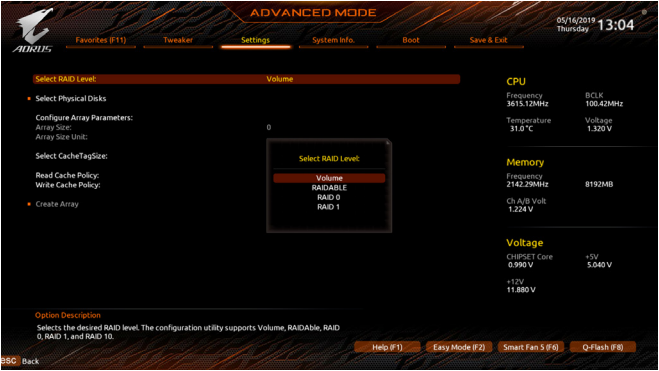 ADVANCED MODE
05/16/2019
Thursday
13:04
AORUS
Favorites (F11)
Tweaker
Settings
System Info.
Boot
Save & Exit
Select RAID Level:
Volume
Select Physical Disks
Configure Array Parameters:
Array Size:
0
Array Size Unit:
Select CacheTagSize:
Read Cache Policy:
Write Cache Policy:
Create Array
Select RAID Level:
Volume
RAIDABLE
RAID 0
RAID 1
CPU
Frequency
BCLK
3615.12MHz
100.42MHz
Temperature
Voltage
31.0 °C
1.320 V
Memory
Frequency
2142.29MHz
8192MB
Ch A/B Volt
1.224 V
Voltage
CHIPSET Core
+5V
0.990 V
5.040 V
+12V
11.880 V
Option Description
Selects the desired RAID level. The configuration utility supports Volume, RAIDAble, RAID
0, RAID 1, and RAID 10.
Help (F1)
Easy Mode (F2)
Smart Fan 5 (F6)
Q-Flash (F8)
esc Back